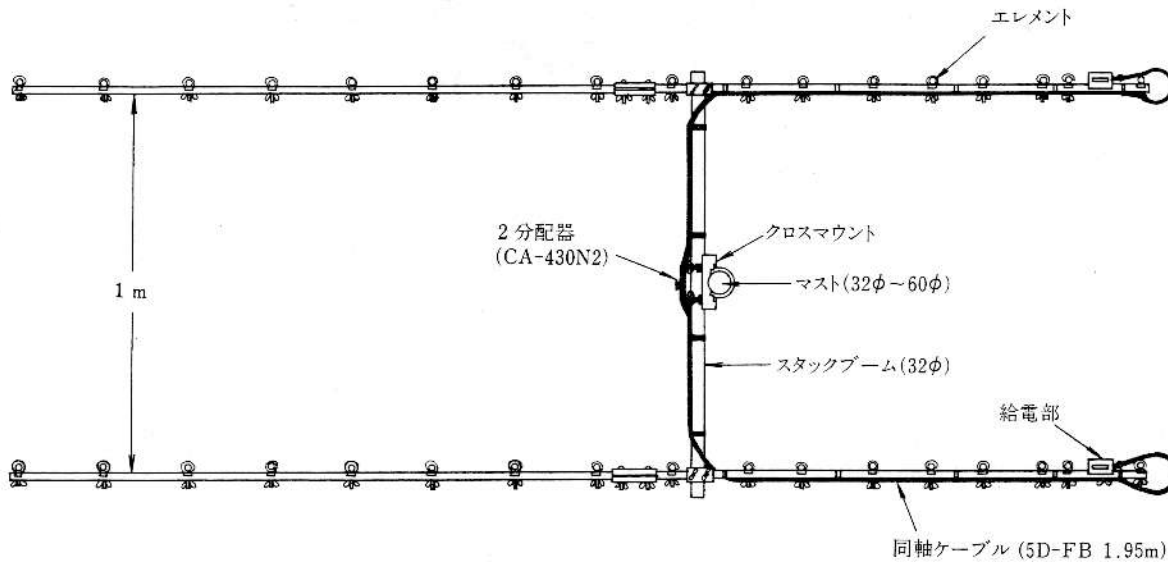 エレメント
2分配器
(CA-430N2)
クロスマウント
1 m
マスト(32φ～60φ)
スタックブーム(32φ)
給電部
同軸ケーブル (5D-FB 1.95m)